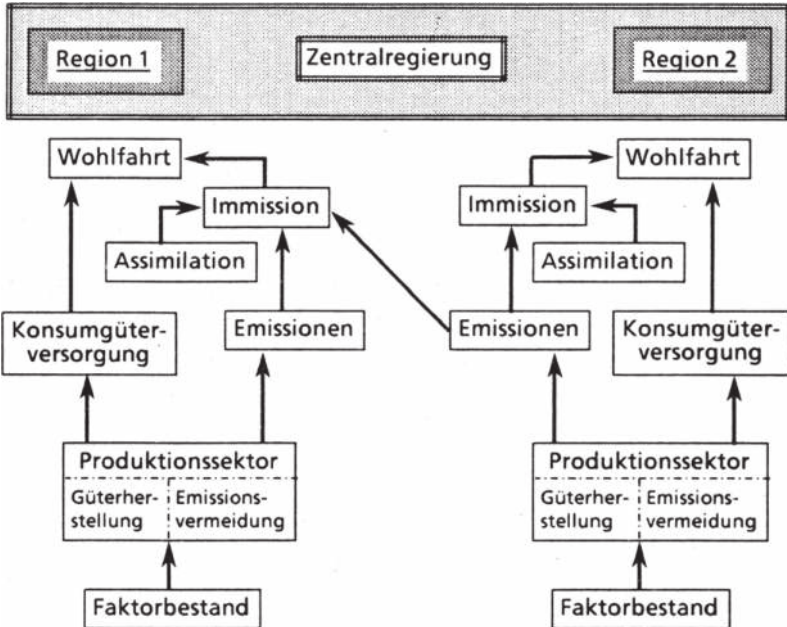 Region 1
Zentralregierung
Region 2
Wohlfahrt
Wohlfahrt
Immission
Immission
Assimilation
Assimilation
Konsumgüter-
versorgung
Emissionen
Emissionen
Konsumgüter-
versorgung
Produktionssektor
Güterher-
stellung
Emissions-
vermeidung
Produktionssektor
Güterher-
stellung
Emissions-
vermeidung
Faktorbestand
Faktorbestand